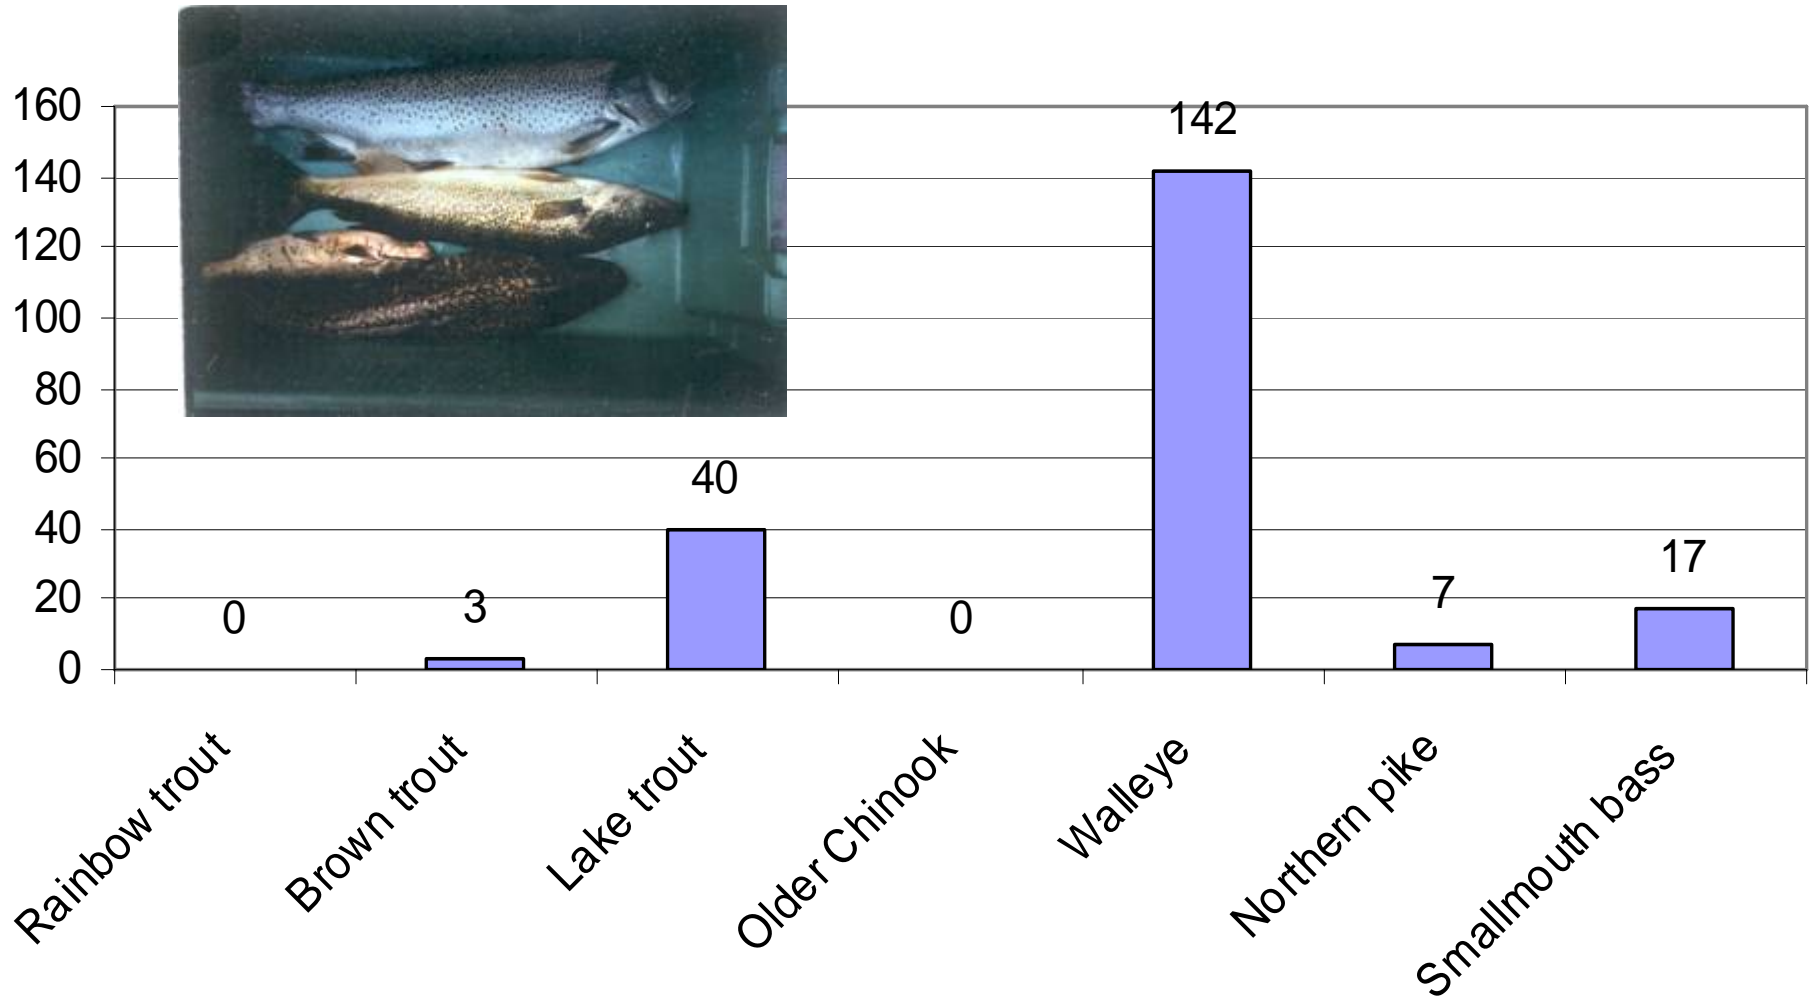 160
140
120
100
80
60
40
20
0
0
3
40
0
142
7
17
Rainbow trout
Brown trout
Lake trout
Older Chinook
Walleye
Northern pike
Smallmouth bass